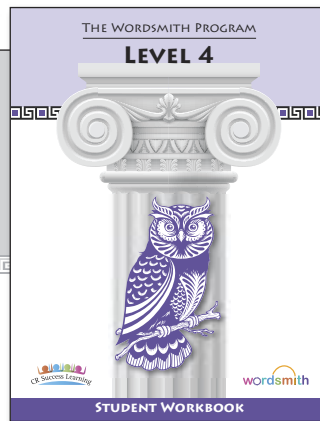 THE WORDSMITH PROGRAM
LEVEL 4
CR Success Learning
wordsmith
STUDENT WORKBOOK